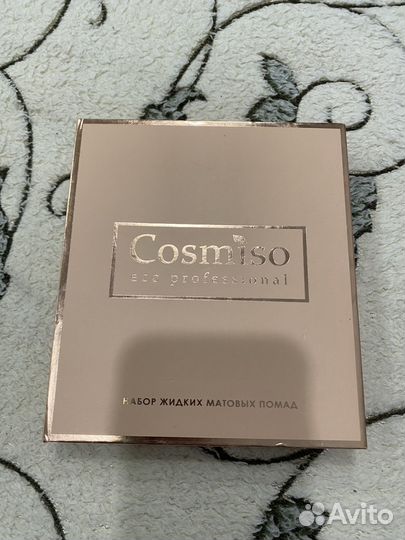 Cosmiso
eco professional
НАБОР ЖИДКИХ МАТОВЫХ ПОМАД
Avito